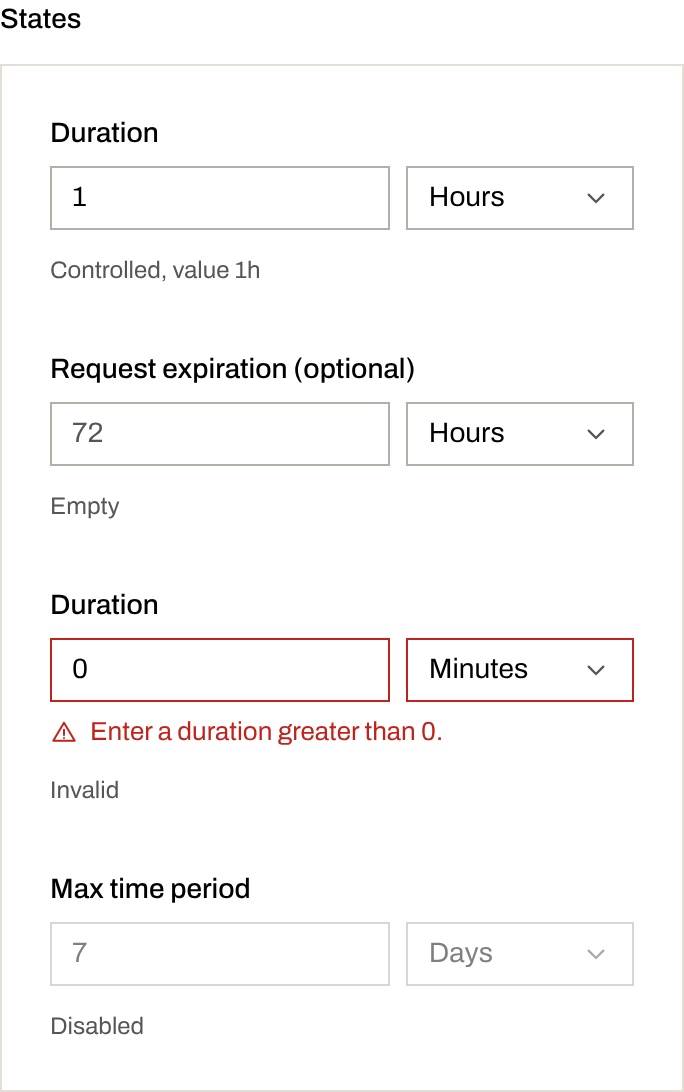 States
Duration
1 Hours
Controlled, value 1h
Request expiration (optional)
72 Hours
Empty
Duration
0 Minutes
Enter a duration greater than 0.
Invalid
Max time period
7 Days
Disabled